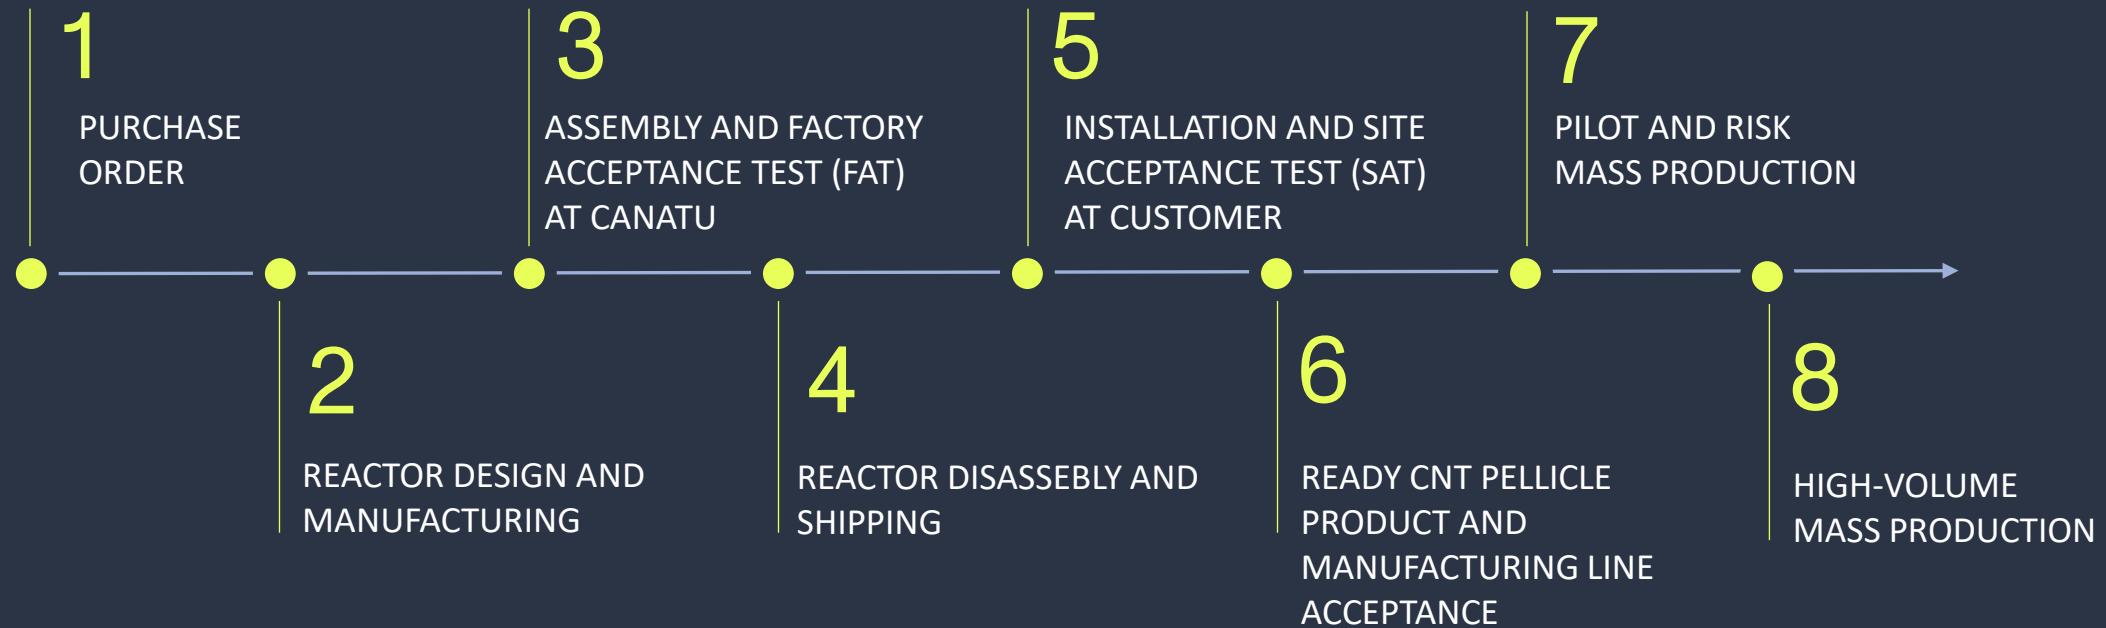 1
PURCHASE
ORDER
2
REACTOR DESIGN AND
MANUFACTURING
3
ASSEMBLY AND FACTORY
ACCEPTANCE TEST (FAT)
AT CANATU
4
REACTOR DISASSEBLY AND
SHIPPING
5
INSTALLATION AND SITE
ACCEPTANCE TEST (SAT)
AT CUSTOMER
6
READY CNT PELLICLE
PRODUCT AND
MANUFACTURING LINE
ACCEPTANCE
7
PILOT AND RISK
MASS PRODUCTION
8
HIGH-VOLUME
MASS PRODUCTION